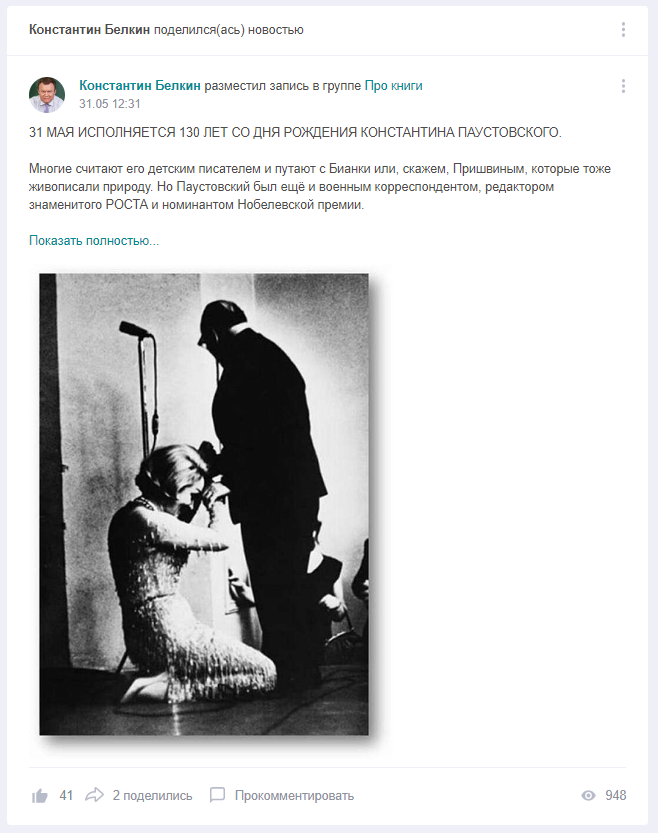 Константин Белкин поделился(ась) новостью
Константин Белкин разместил запись в группе Про книги
31.05 12:31
31 МАЯ ИСПОЛНЯЕТСЯ 130 ЛЕТ СО ДНЯ РОЖДЕНИЯ КОНСТАНТИНА ПАУСТОВСКОГО.
Многие считают его детским писателем и путают с Бианки или, скажем, Пришвиным, которые тоже
живописали природу. Но Паустовский был ещё и военным корреспондентом, редактором
знаменитого РОСТА и номинантом Нобелевской премии.
Показать полностью...
41 2 поделились Прокомментировать 948